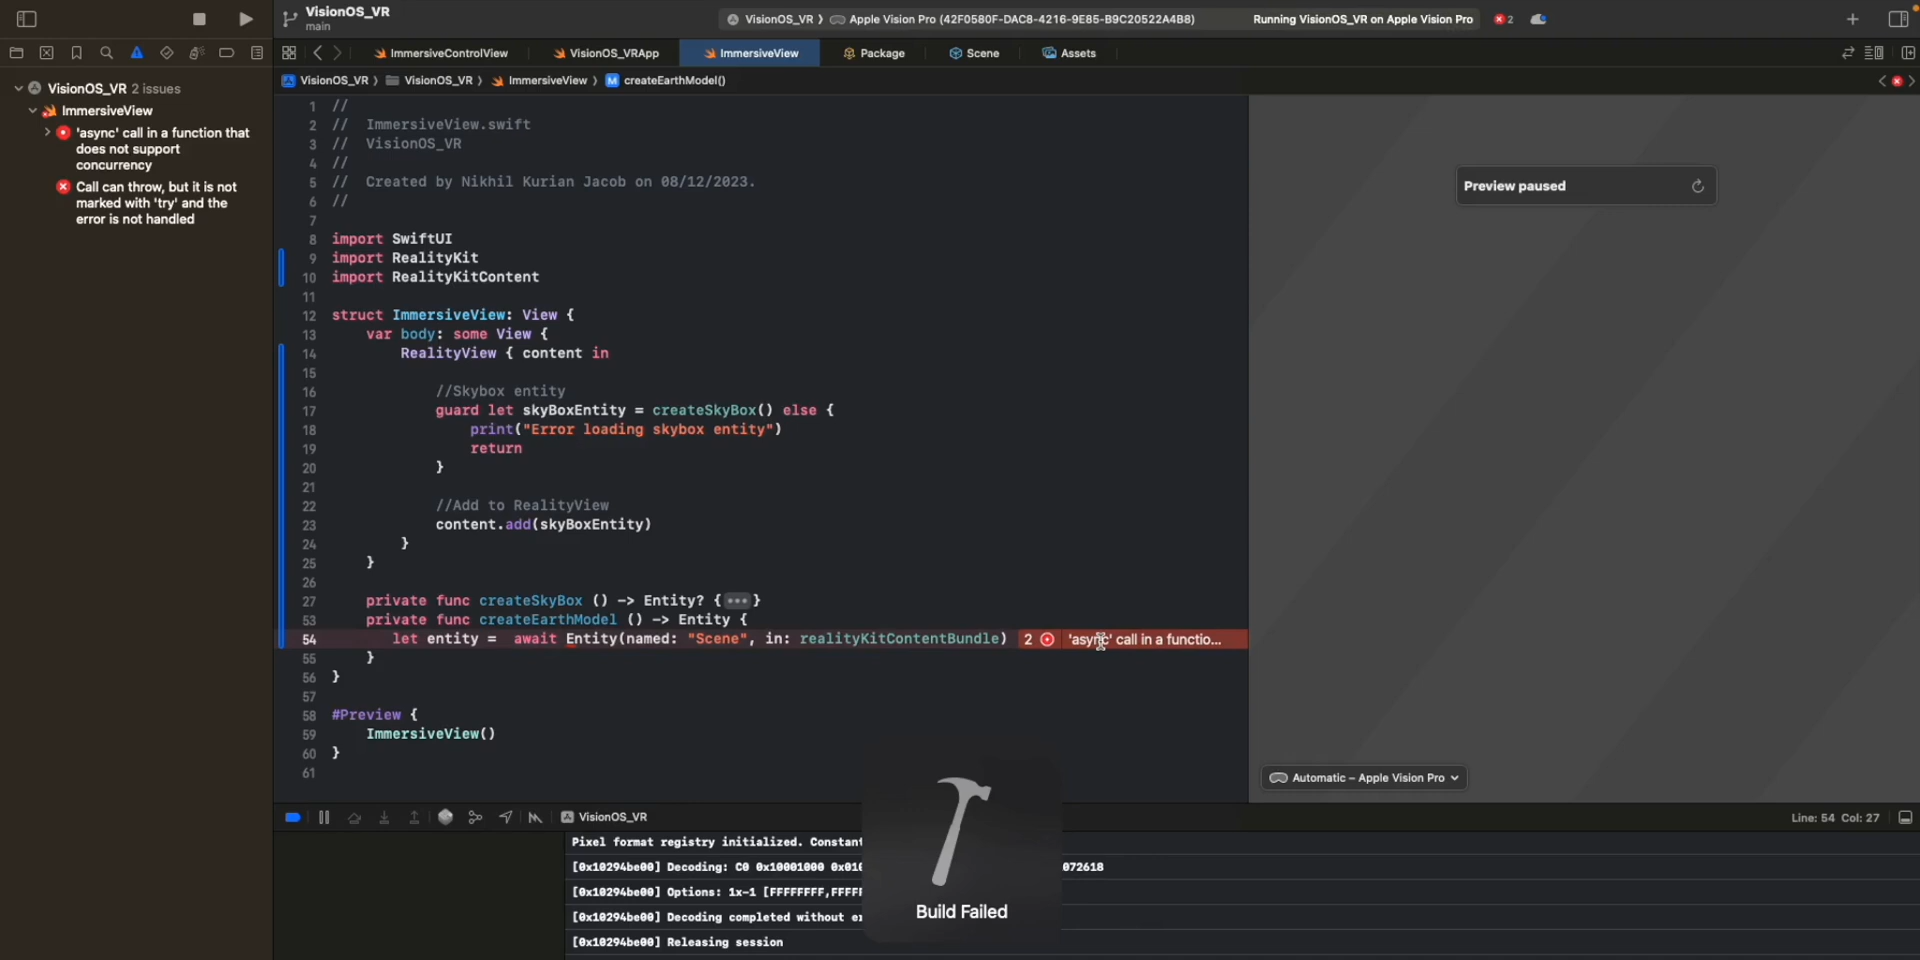 VisionOS_VR
main
VisionOS_VR 〉 Apple Vision Pro (42F0580F-DAC8-4216-9E85-B9C20522A4B8)
Running VisionOS_VR on Apple Vision Pro
2
ImmersiveControlView
VisionOS_VRApp
ImmersiveView
Package
Scene
Assets
VisionOS_VR 〉 VisionOS_VR 〉 ImmersiveView 〉 M createEarthModel()
VisionOS_VR 2 issues
ImmersiveView
'async' call in a function that
does not support
concurrency
Call can throw, but it is not
marked with 'try' and the
error is not handled
1 //
2 //  ImmersiveView.swift
3 //  VisionOS_VR
4 //
5 //  Created by Nikhil Kurian Jacob on 08/12/2023.
6 //
7
8 import SwiftUI
9 import RealityKit
10 import RealityKitContent
11
12 struct ImmersiveView: View {
13     var body: some View {
14         RealityView { content in
15
16             //Skybox entity
17             guard let skyBoxEntity = createSkyBox() else {
18                 print("Error loading skybox entity")
19                 return
20             }
21
22             //Add to RealityView
23             content.add(skyBoxEntity)
24         }
25     }
26
27     private func createSkyBox () -> Entity? {•••}
53     private func createEarthModel () -> Entity {
54        let entity =  await Entity(named: "Scene", in: realityKitContentBundle) 2 'async' call in a functio...
55     }
56 }
57
58 #Preview {
59     ImmersiveView()
60 }
61
Preview paused
Automatic – Apple Vision Pro
VisionOS_VR
Line: 54 Col: 27
Pixel format registry initialized. Constant
[0x10294be00] Decoding: C0 0x10001000 0x010 072618
[0x10294be00] Options: 1x-1 [FFFFFFFF,FFFFF
[0x10294be00] Decoding completed without er
[0x10294be00] Releasing session
Build Failed